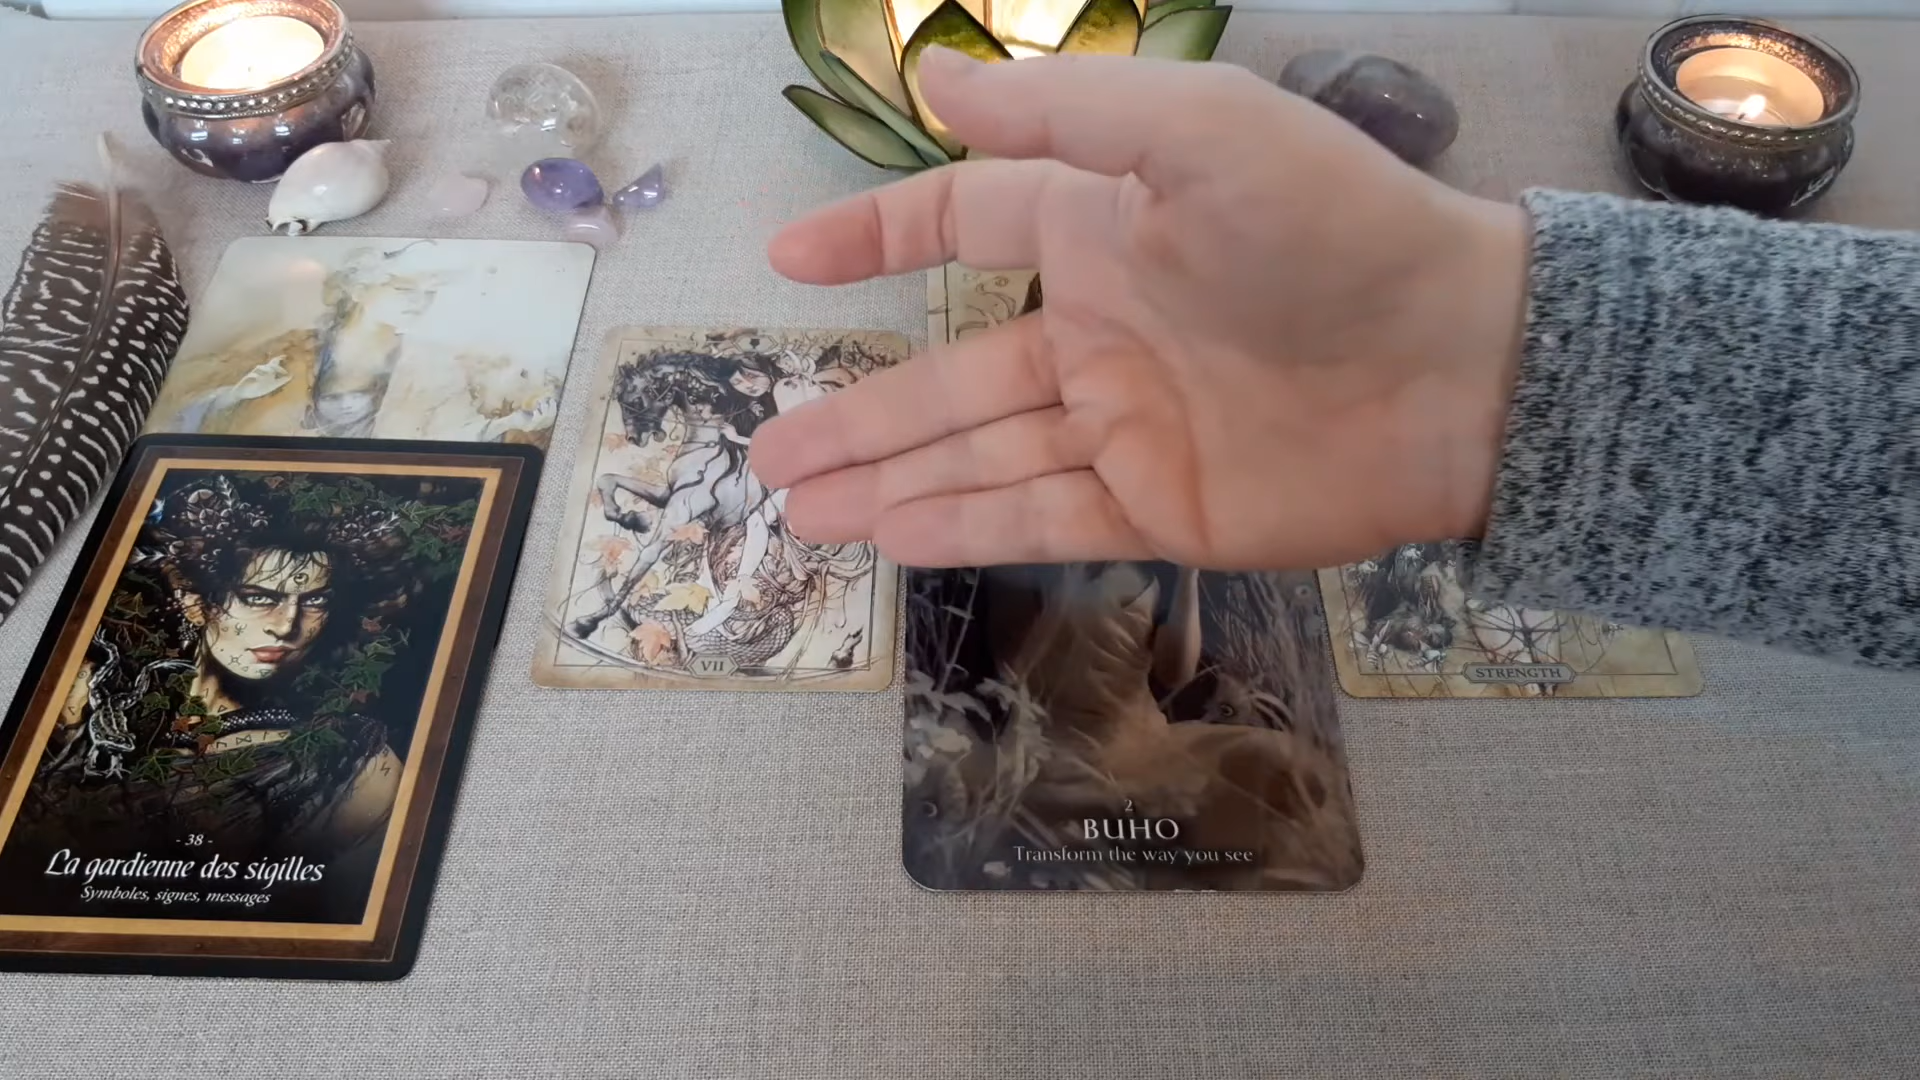 - 38 -
La gardienne des sigilles
Symboles, signes, messages
VII
2
BUHO
Transform the way you see
STRENGTH